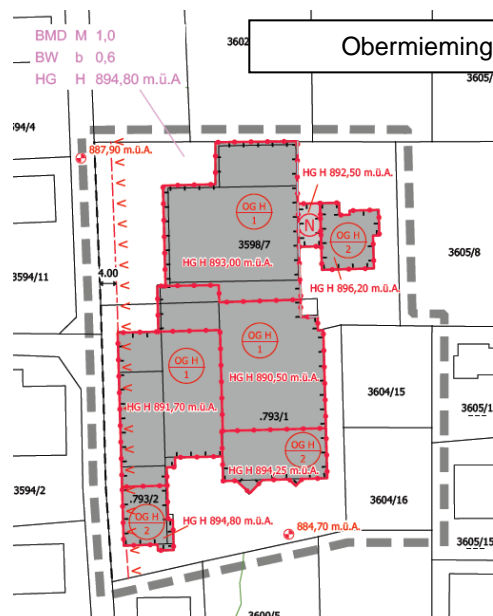 BMD M 1,0
BW b 0,6
HG H 894,80 m.ü.A
3602
Obermieming
3605/
594/4
887,90 m.ü.A.
HG H 892,50 m.ü.A.
OG H
1
N
OG H
2
3598/7
3605/8
HG H 893,00 m.ü.A.
3594/11
4.00
HG H 896,20 m.ü.A.
OG H
1
OG H
1
HG H 890,50 m.ü.A.
3604/15
HG H 891,70 m.ü.A.
3605/1
.793/1
OG H
2
HG H 894,25 m.ü.A.
3594/2
.793/2
3604/16
OG H
2
HG H 894,80 m.ü.A.
884,70 m.ü.A.
3605/15
3600/5